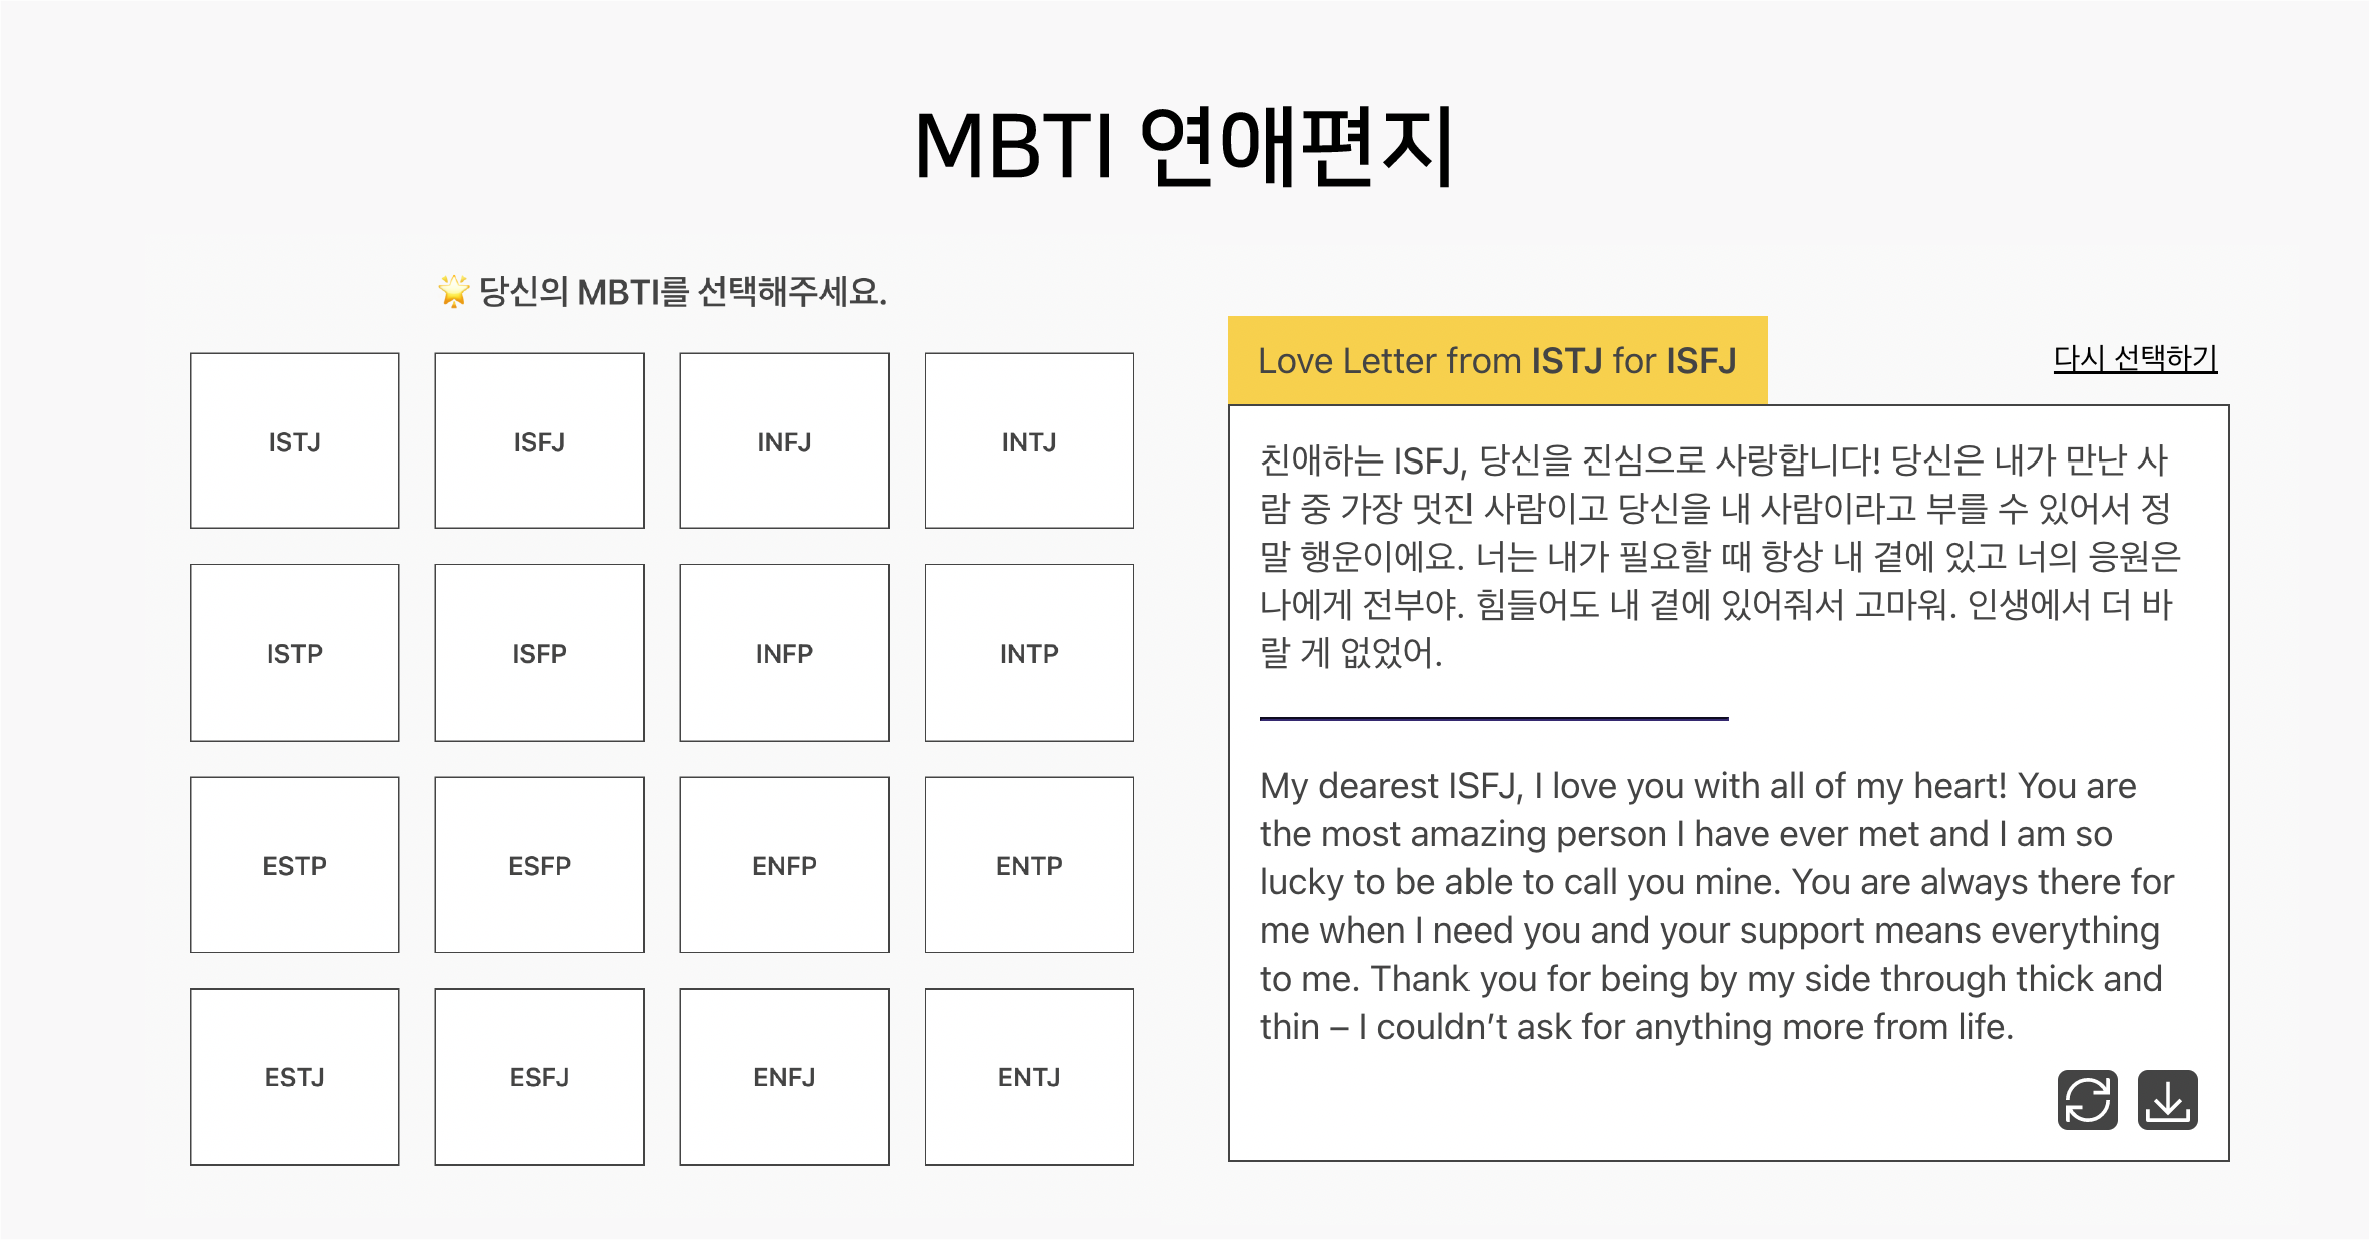 MBTI 연애편지
🌟 당신의 MBTI를 선택해주세요.
ISTJ
ISFJ
INFJ
INTJ
ISTP
ISFP
INFP
INTP
ESTP
ESFP
ENFP
ENTP
ESTJ
ESFJ
ENFJ
ENTJ
Love Letter from ISTJ for ISFJ
다시 선택하기
친애하는 ISFJ, 당신을 진심으로 사랑합니다! 당신은 내가 만난 사
람 중 가장 멋진 사람이고 당신을 내 사람이라고 부를 수 있어서 정
말 행운이에요. 너는 내가 필요할 때 항상 내 곁에 있고 너의 응원은
나에게 전부야. 힘들어도 내 곁에 있어줘서 고마워. 인생에서 더 바
랄 게 없었어.
My dearest ISFJ, I love you with all of my heart! You are
the most amazing person I have ever met and I am so
lucky to be able to call you mine. You are always there for
me when I need you and your support means everything
to me. Thank you for being by my side through thick and
thin – I couldn’t ask for anything more from life.